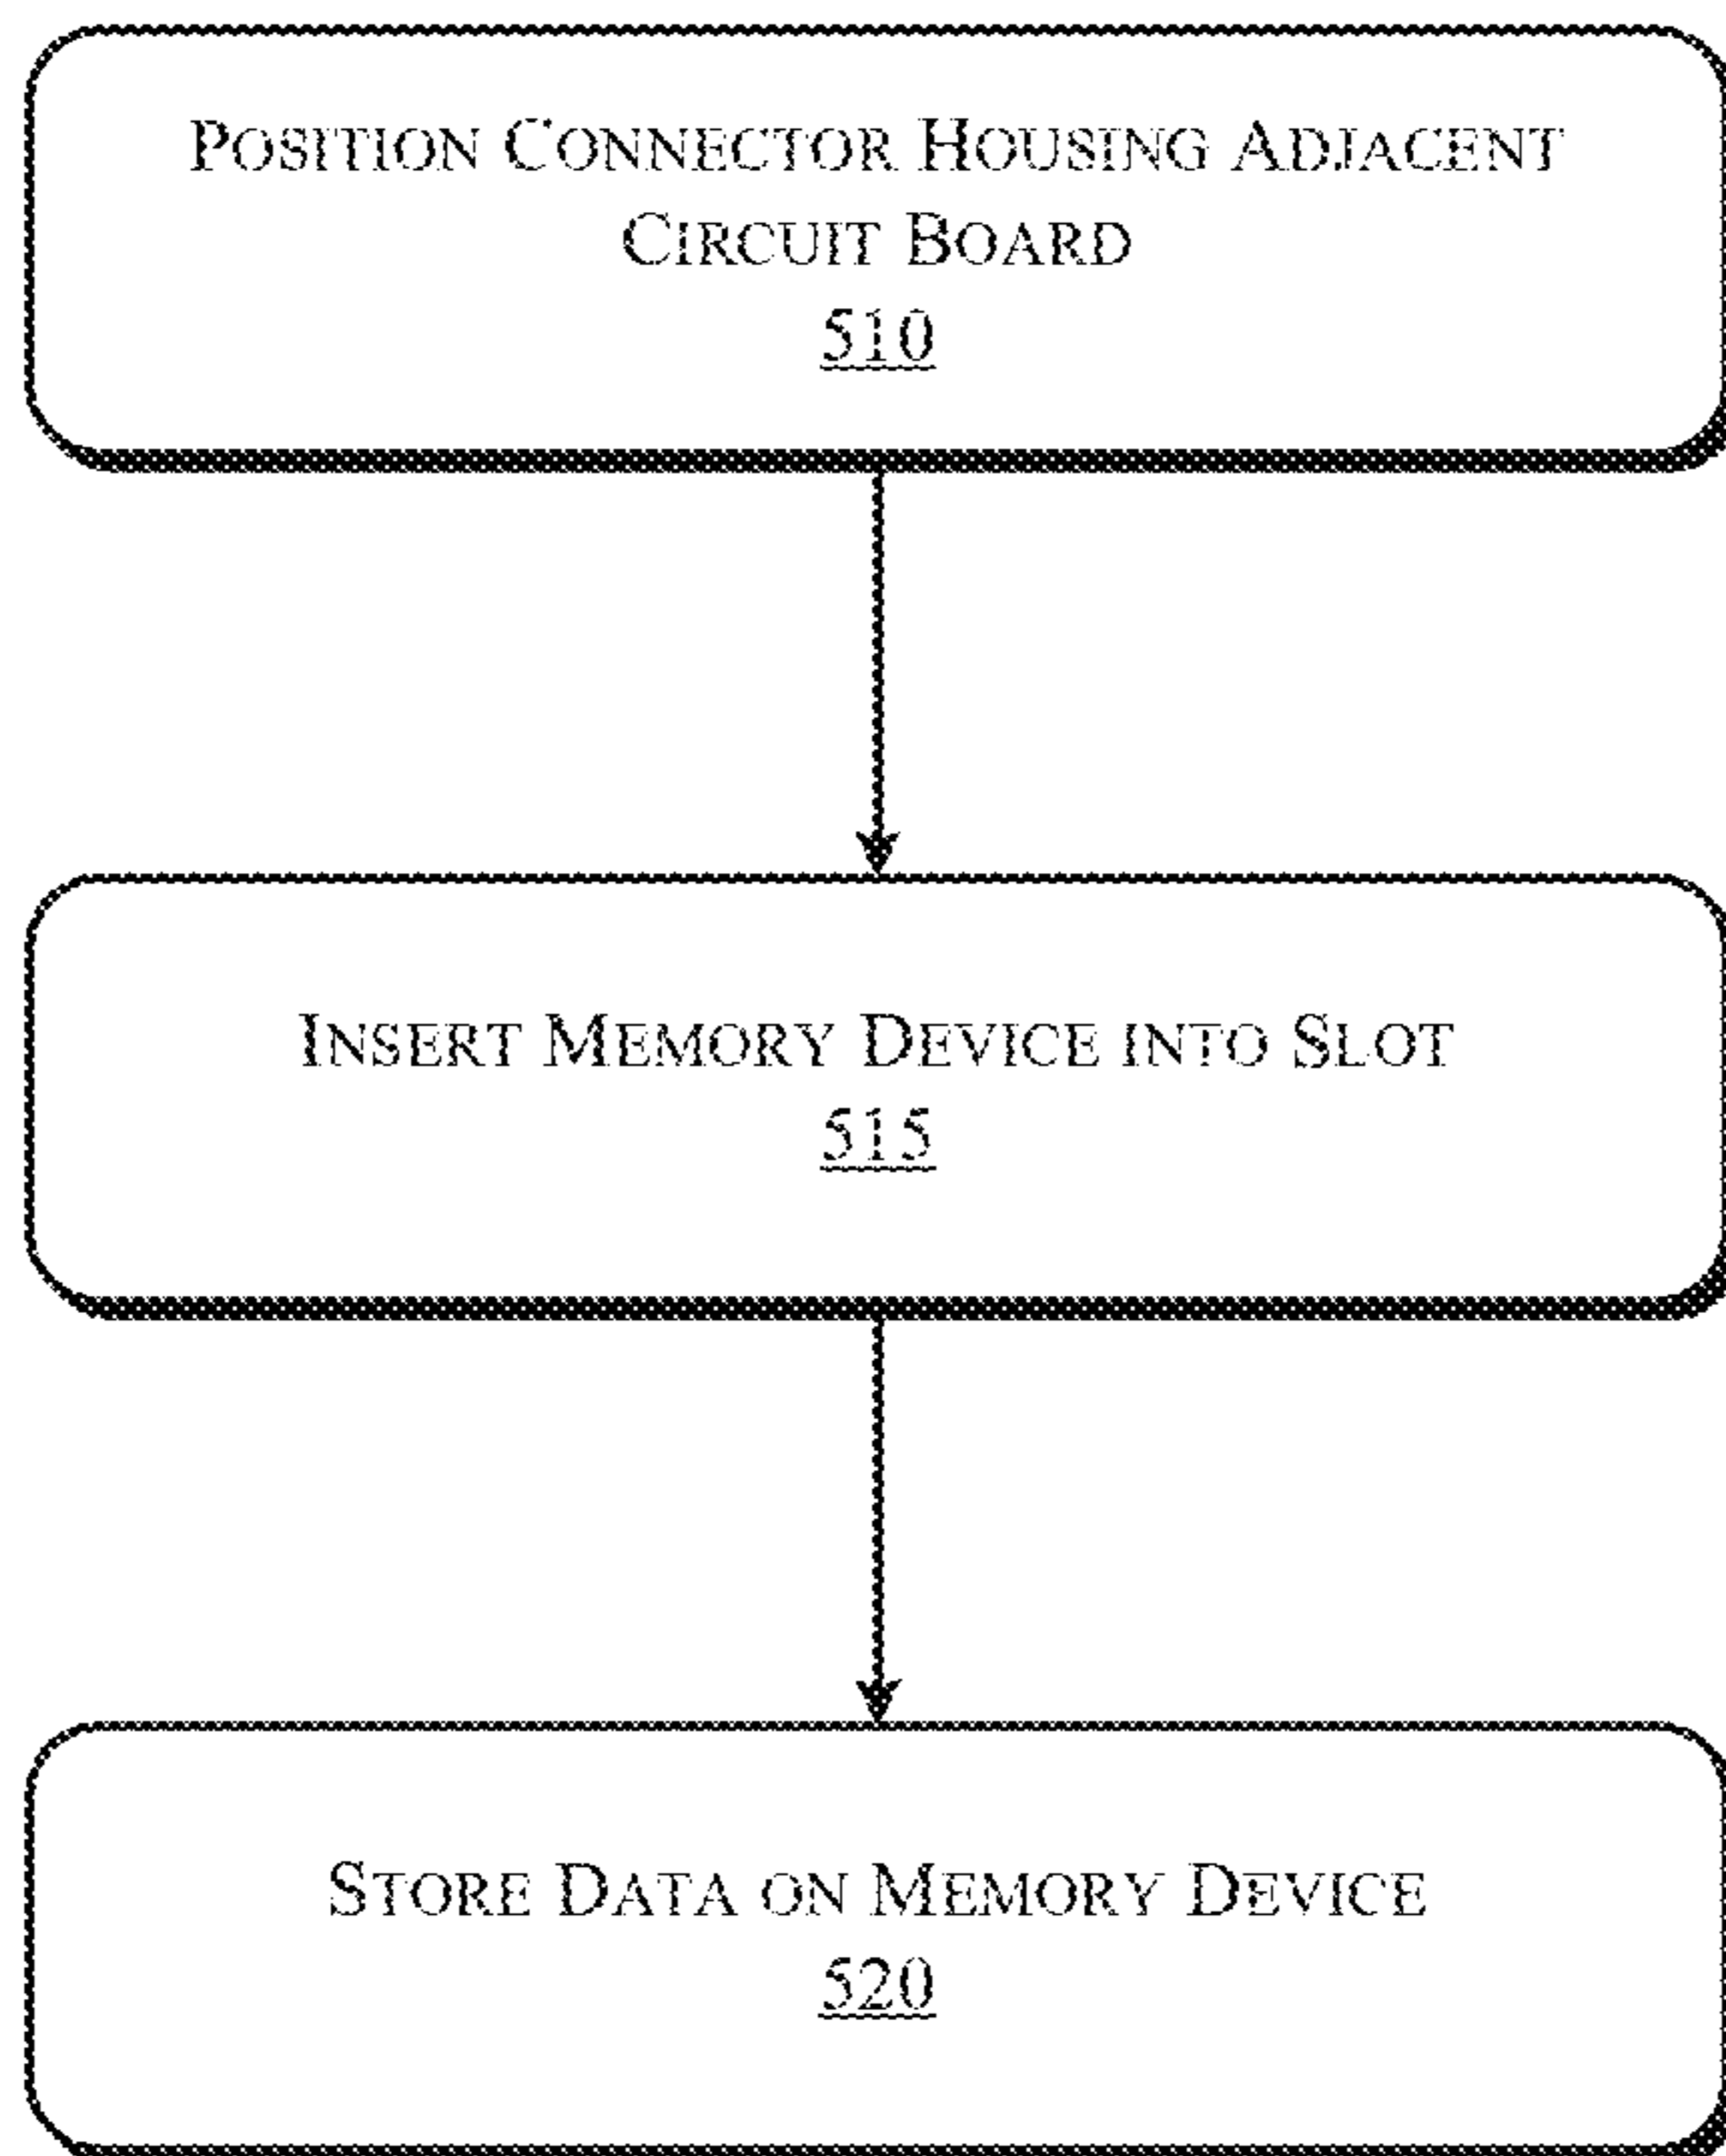 POSITION CONNECTOR HOUSING ADJACENT
CIRCUIT BOARD
510
INSERT MEMORY DEVICE INTO SLOT
515
STORE DATA ON MEMORY DEVICE
520